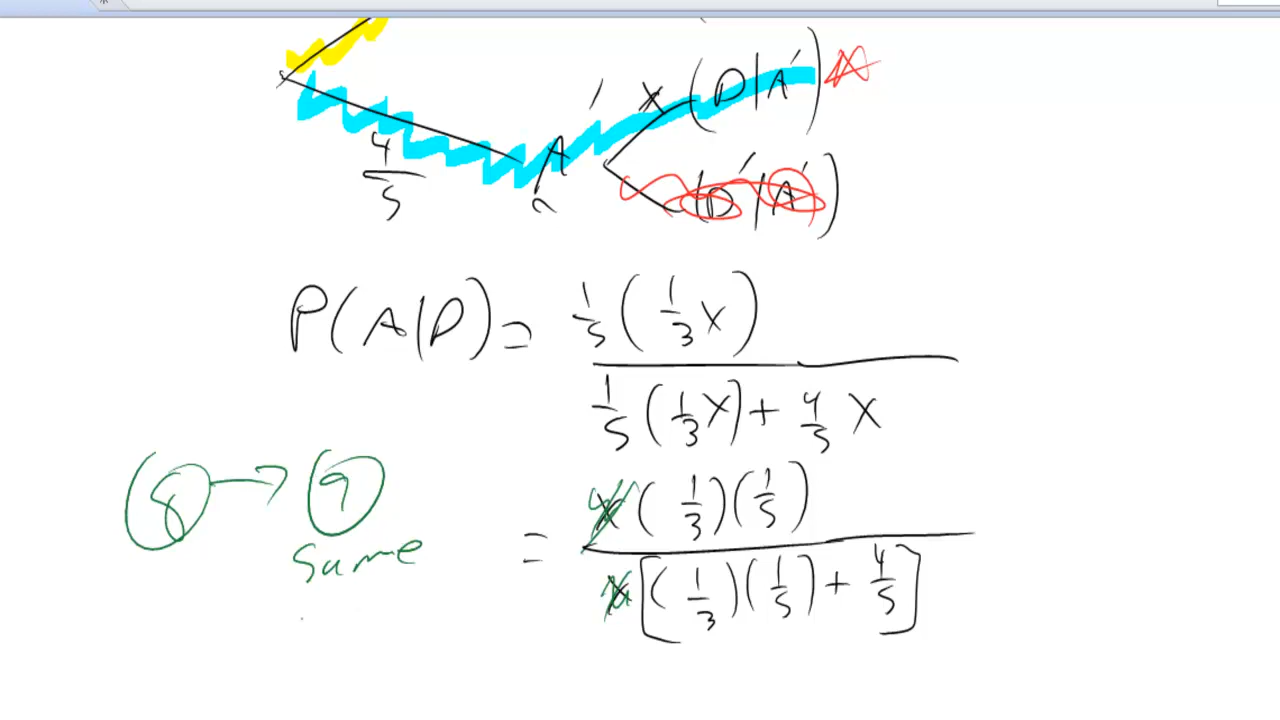 X (D|A')
4/5 A'
(D'|A')
P(A|D) = 1/5 (1/3 X)
1/5 (1/3 X) + 4/5 X
8 → 9
same
= x (1/3)(1/5)
x [(1/3)(1/5) + 4/5]